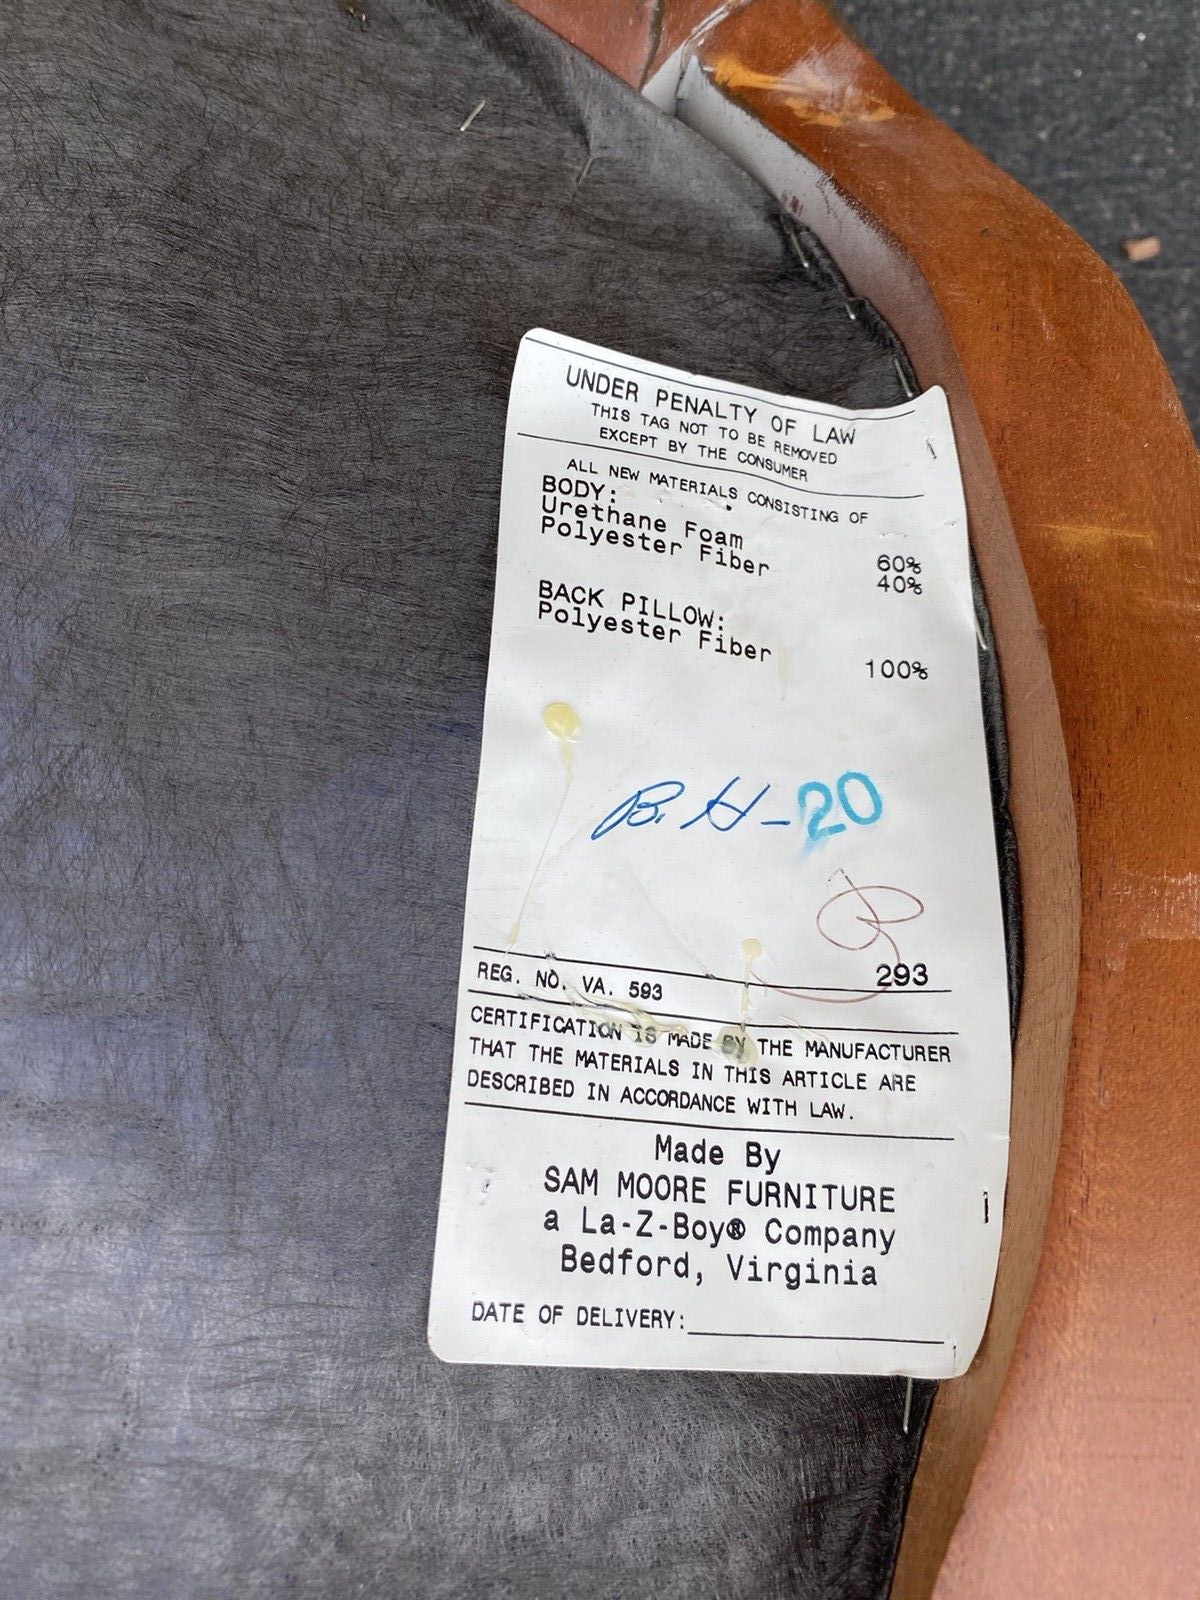 UNDER PENALTY OF LAW
THIS TAG NOT TO BE REMOVED
EXCEPT BY THE CONSUMER
ALL NEW MATERIALS CONSISTING OF
BODY:
Urethane Foam 60%
Polyester Fiber 40%
BACK PILLOW:
Polyester Fiber 100%
B. H-20
293
REG. NO. VA. 593
CERTIFICATION IS MADE BY THE MANUFACTURER
THAT THE MATERIALS IN THIS ARTICLE ARE
DESCRIBED IN ACCORDANCE WITH LAW.
Made By
SAM MOORE FURNITURE
a La-Z-Boy® Company
Bedford, Virginia
DATE OF DELIVERY: